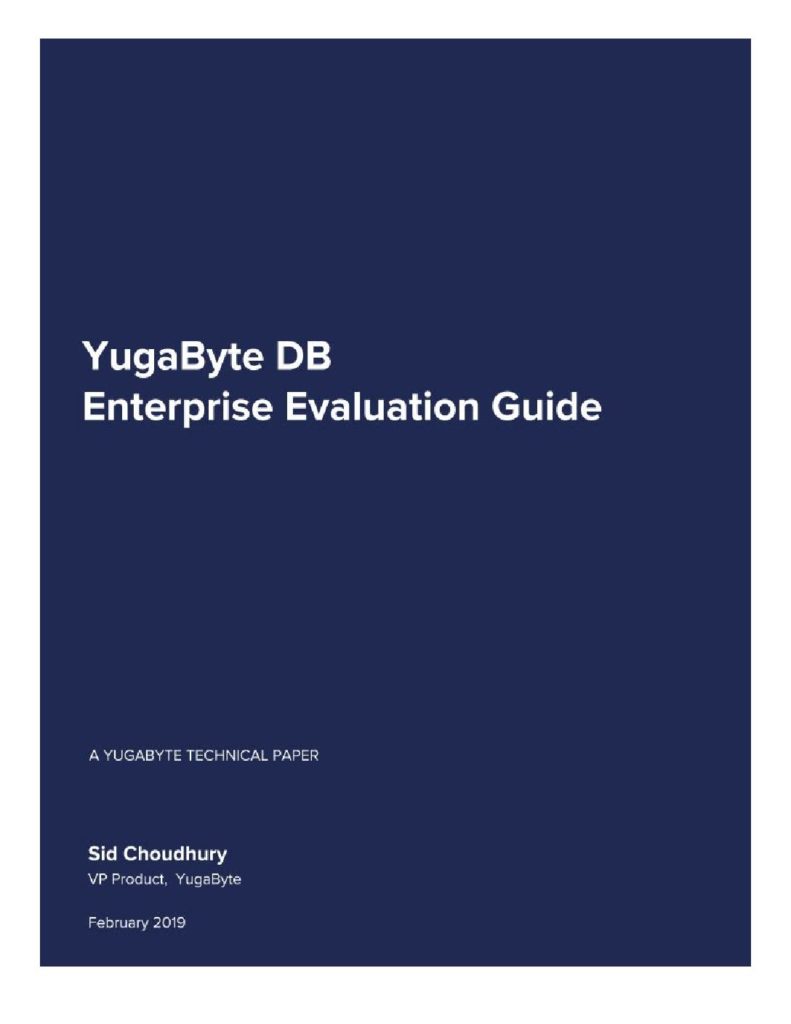 YugaByte DB
Enterprise Evaluation Guide
A YUGABYTE TECHNICAL PAPER
Sid Choudhury
VP Product, YugaByte
February 2019